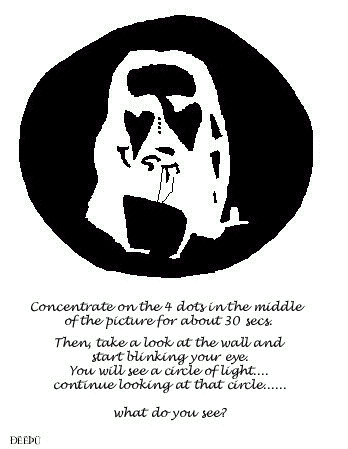 Concentrate on the 4 dots in the middle
of the picture for about 30 secs.
Then, take a look at the wall and
start blinking your eye.
You will see a circle of light....
continue looking at that circle......
what do you see?
DEEPU